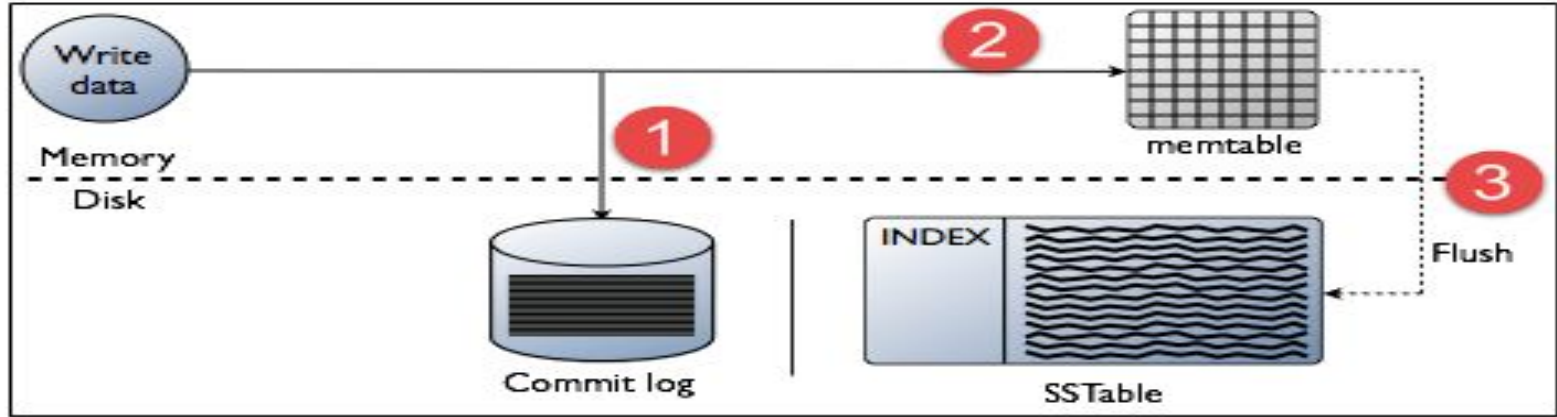 Write
data
2
1
memtable
Memory
Disk
3
INDEX
Flush
Commit log
SSTable